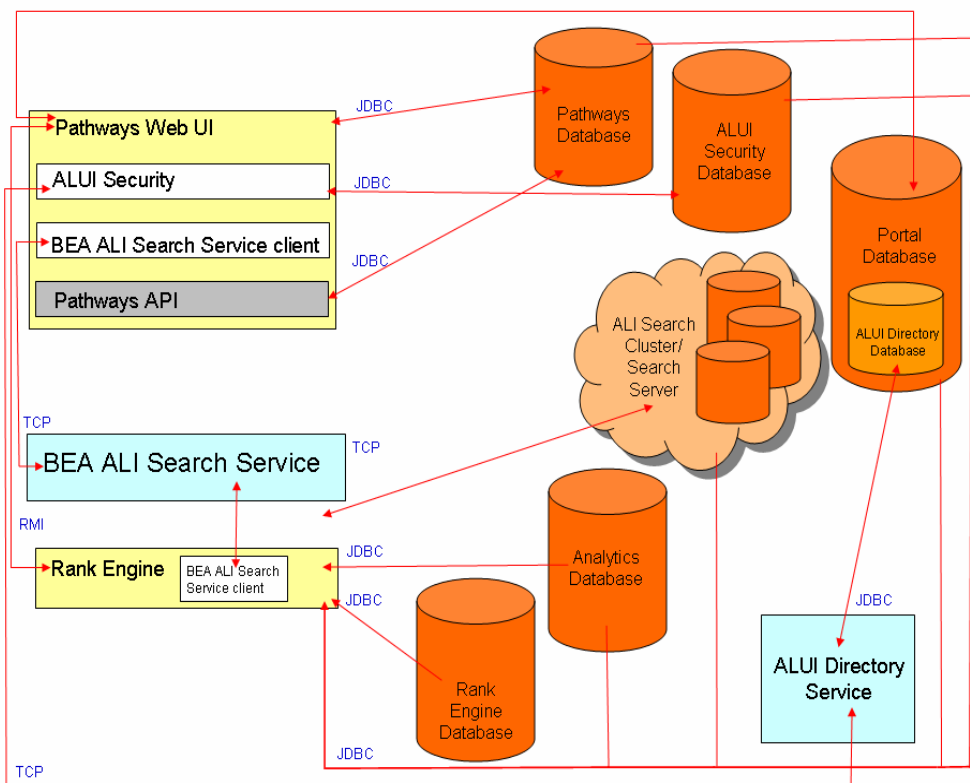 JDBC
Pathways Web UI
Pathways
Database
ALUI
Security
Database
ALUI Security
JDBC
BEA ALI Search Service client
Portal
Database
JDBC
Pathways API
ALI Search
Cluster/
Search
Server
ALUI Directory
Database
TCP
TCP
BEA ALI Search Service
RMI
JDBC
Analytics
Database
Rank Engine
BEA ALI Search
Service client
JDBC
JDBC
ALUI Directory
Service
Rank
Engine
Database
JDBC
TCP